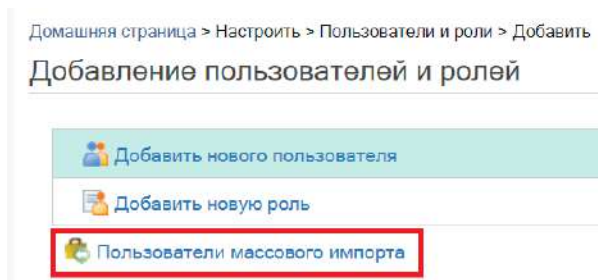 Домашняя страница > Настроить > Пользователи и роли > Добавить
Добавление пользователей и ролей
Добавить нового пользователя
Добавить новую роль
Пользователи массового импорта